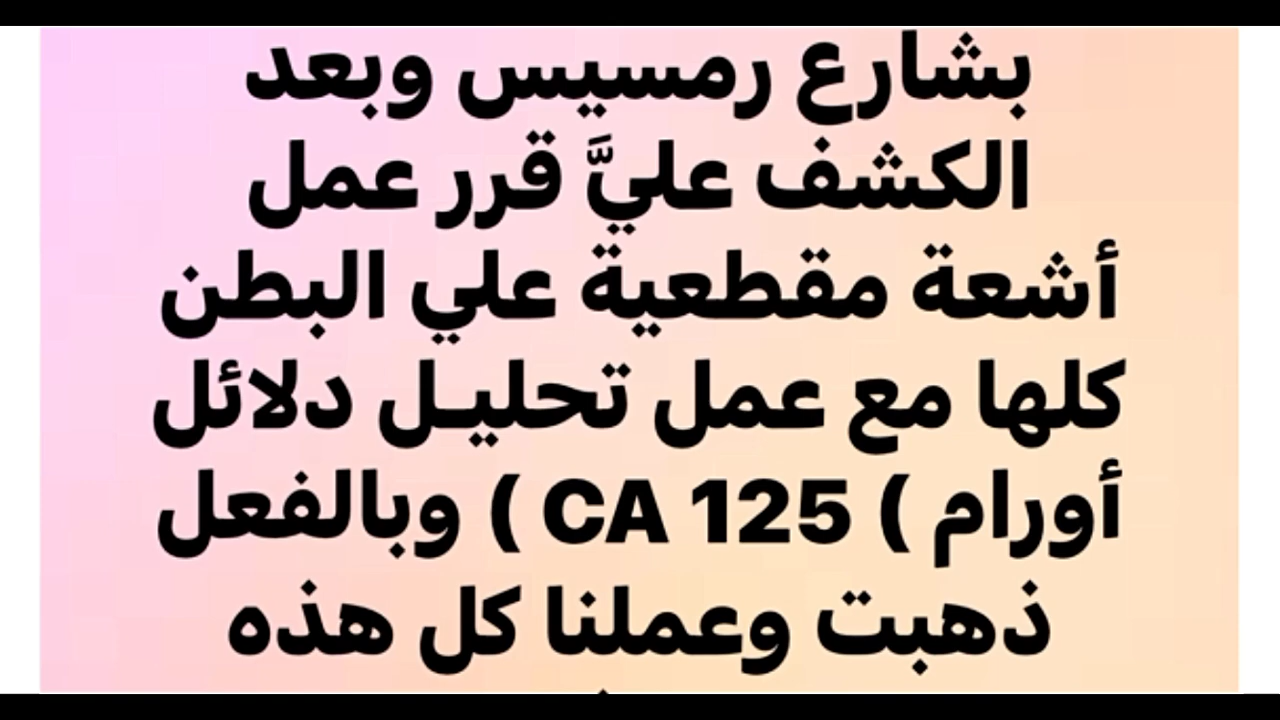 بشارع رمسيس وبعد
الكشف عليَّ قرر عمل
أشعة مقطعية علي البطن
كلها مع عمل تحليل دلائل
أورام ) CA 125 ( وبالفعل
ذهبت وعملنا كل هذه